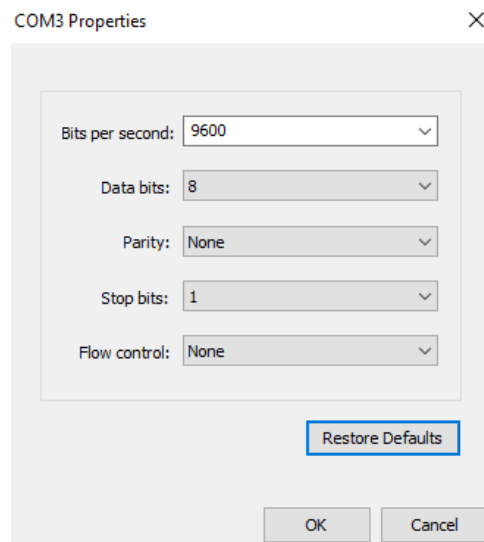 COM3 Properties
Bits per second: 9600
Data bits: 8
Parity: None
Stop bits: 1
Flow control: None
Restore Defaults
OK Cancel